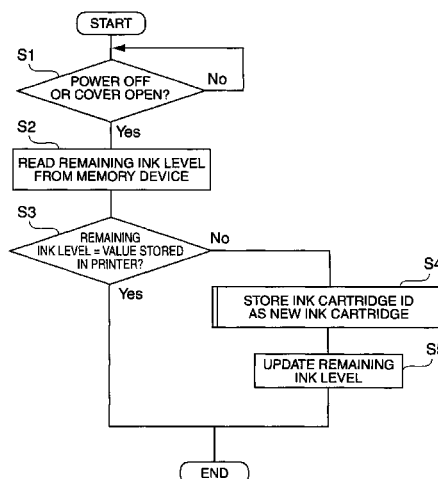 START
S1
POWER OFF
OR COVER OPEN?
No
Yes
S2
READ REMAINING INK LEVEL
FROM MEMORY DEVICE
S3
REMAINING
INK LEVEL = VALUE STORED
IN PRINTER?
No
Yes
S4
STORE INK CARTRIDGE ID
AS NEW INK CARTRIDGE
S5
UPDATE REMAINING
INK LEVEL
END